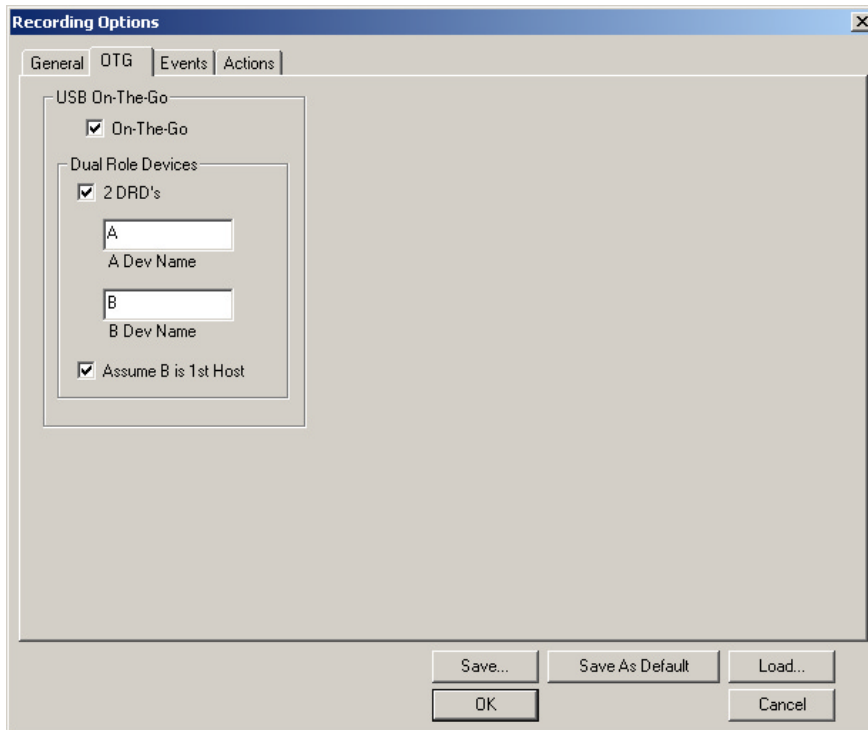 Recording Options
General OTG Events Actions
USB On-The-Go
On-The-Go
Dual Role Devices
2 DRD's
A
A Dev Name
B
B Dev Name
Assume B is 1st Host
Save... Save As Default Load...
OK Cancel